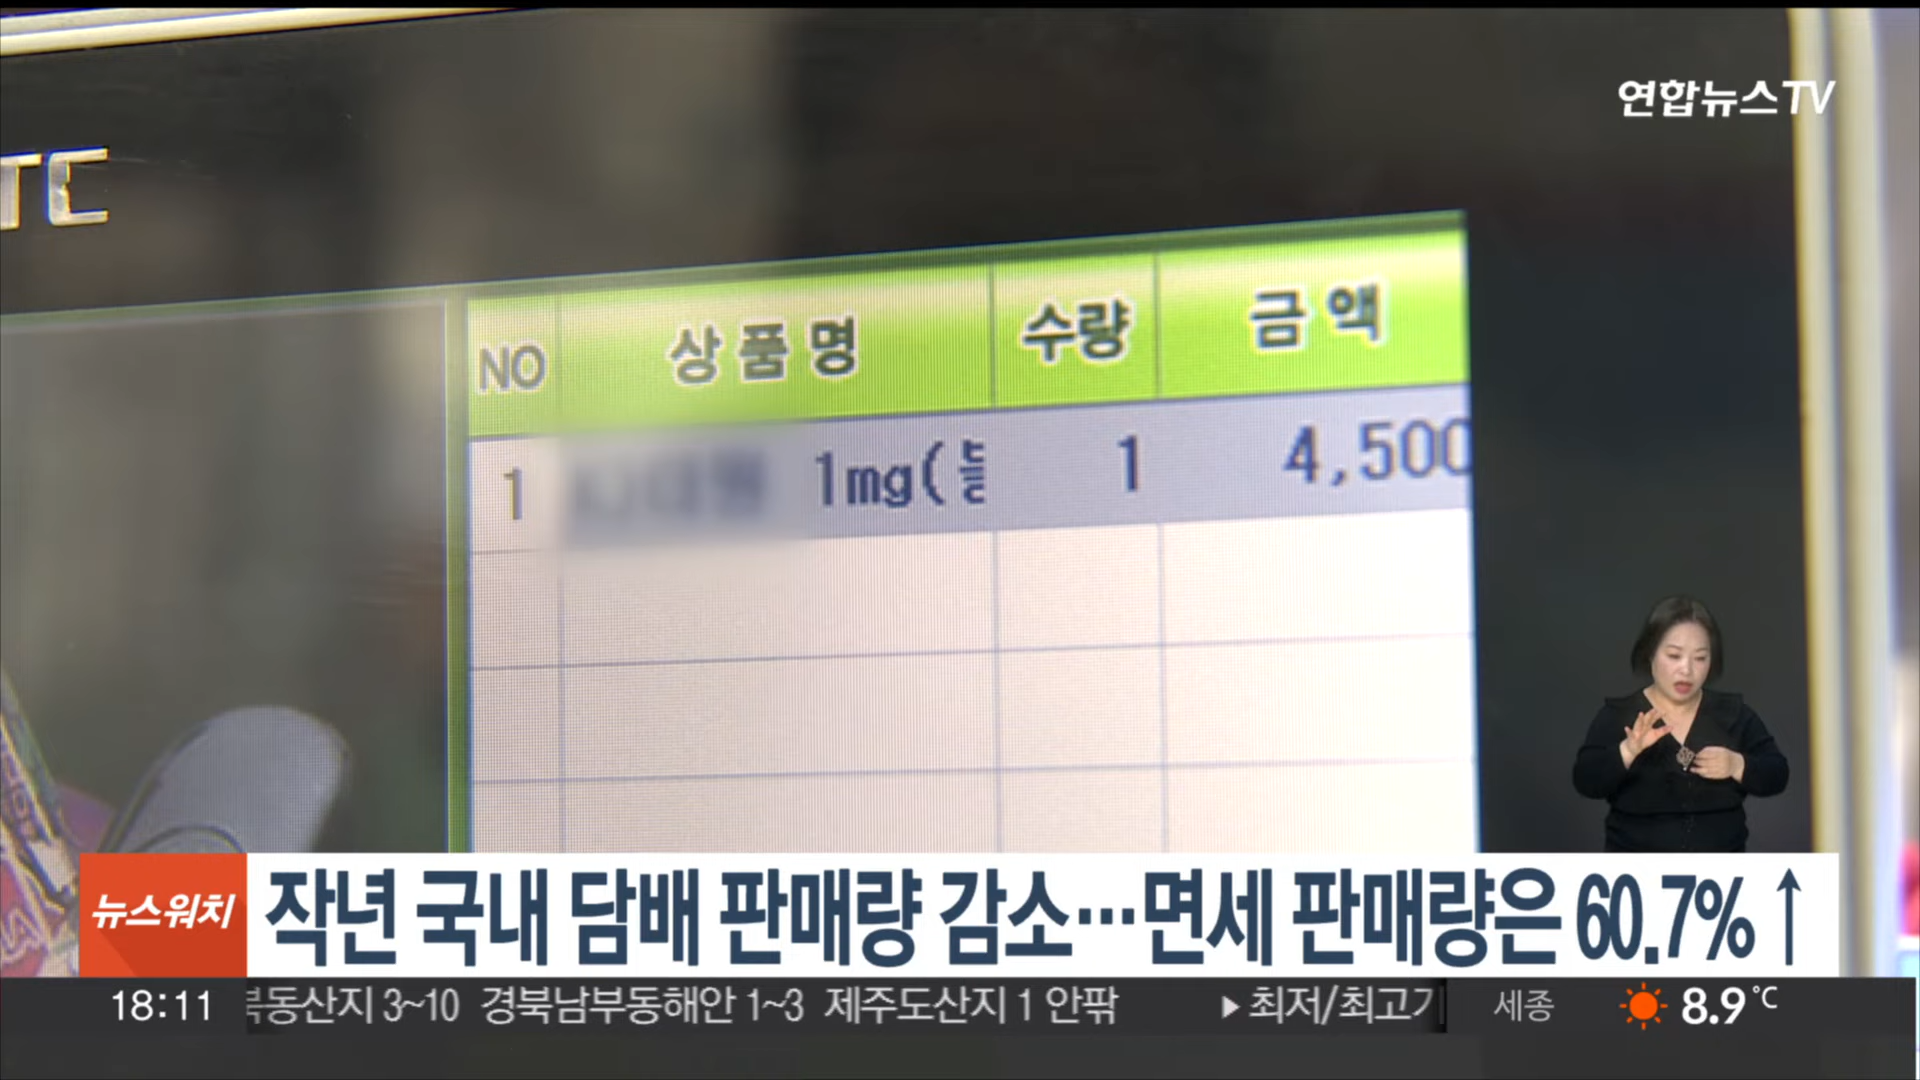 연합뉴스TV
TE
NO 상품명 수량 금액
1 1mg( 1 4,500
뉴스워치
작년 국내 담배 판매량 감소…면세 판매량은 60.7%↑
18:11 북동산지 3~10 경북남부동해안 1~3 제주도산지 1 안팎 ▶최저/최고기 세종 8.9℃